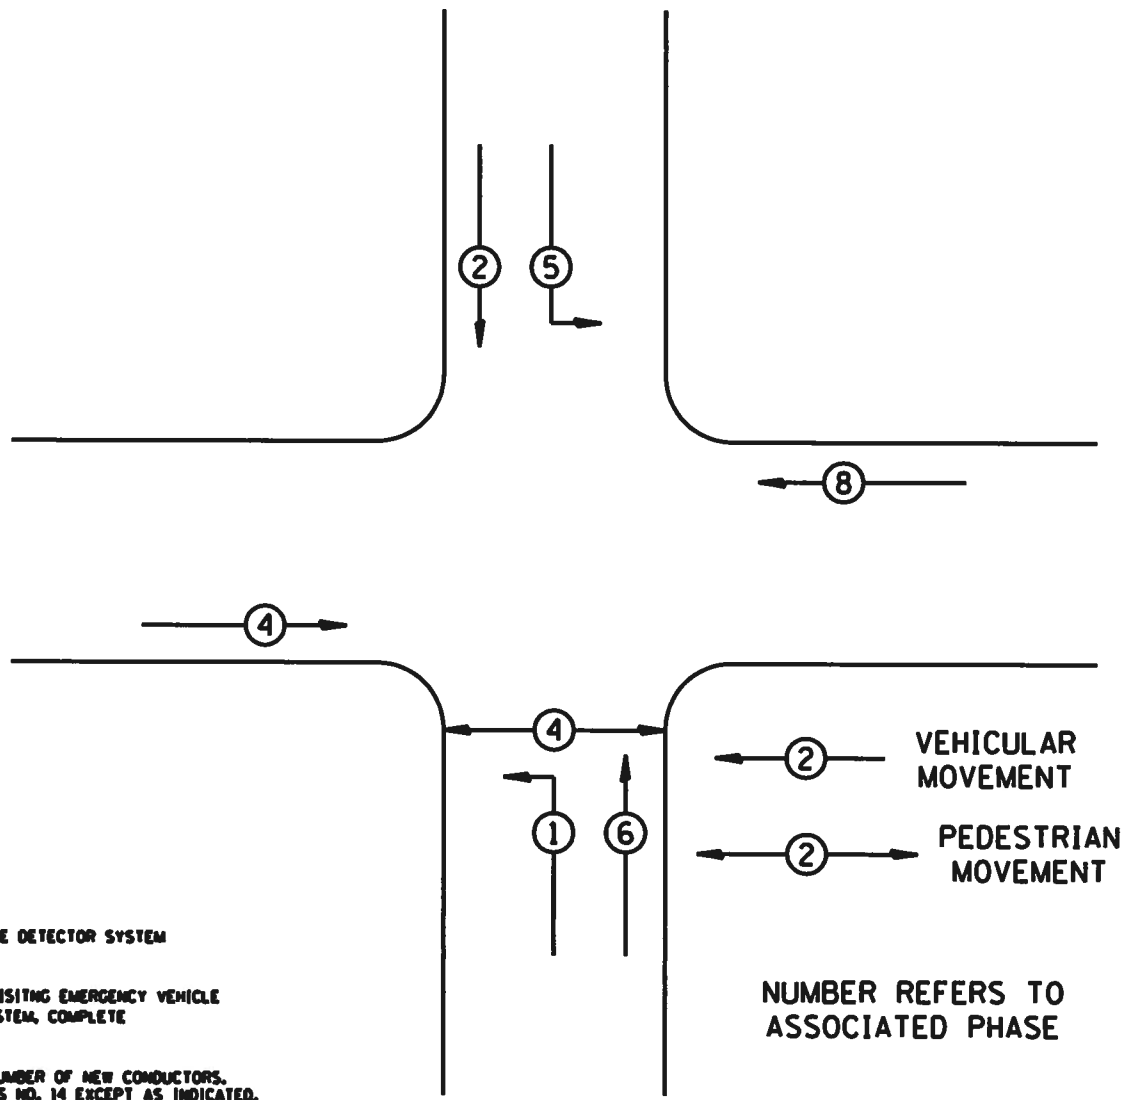 2
5
8
4
4
1
6
2
VEHICULAR
MOVEMENT
2
PEDESTRIAN
MOVEMENT
E DETECTOR SYSTEM
ISITNG EMERGENCY VEHICLE
STEM, COMPLETE
NUMBER REFERS TO
ASSOCIATED PHASE
UMBER OF NEW CONDUCTORS.
S NO. 14 EXCEPT AS INDICATED.